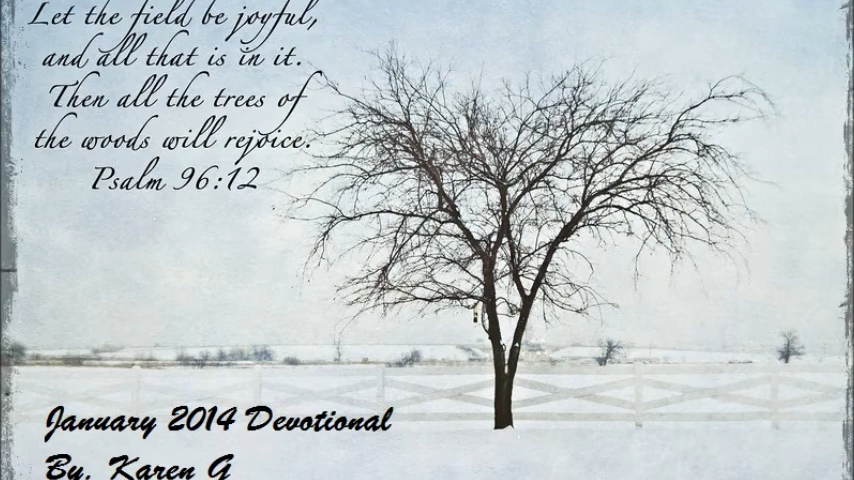 Let the field be joyful,
and all that is in it.
Then all the trees of
the woods will rejoice.
Psalm 96:12
January 2014 Devotional
By. Karen G